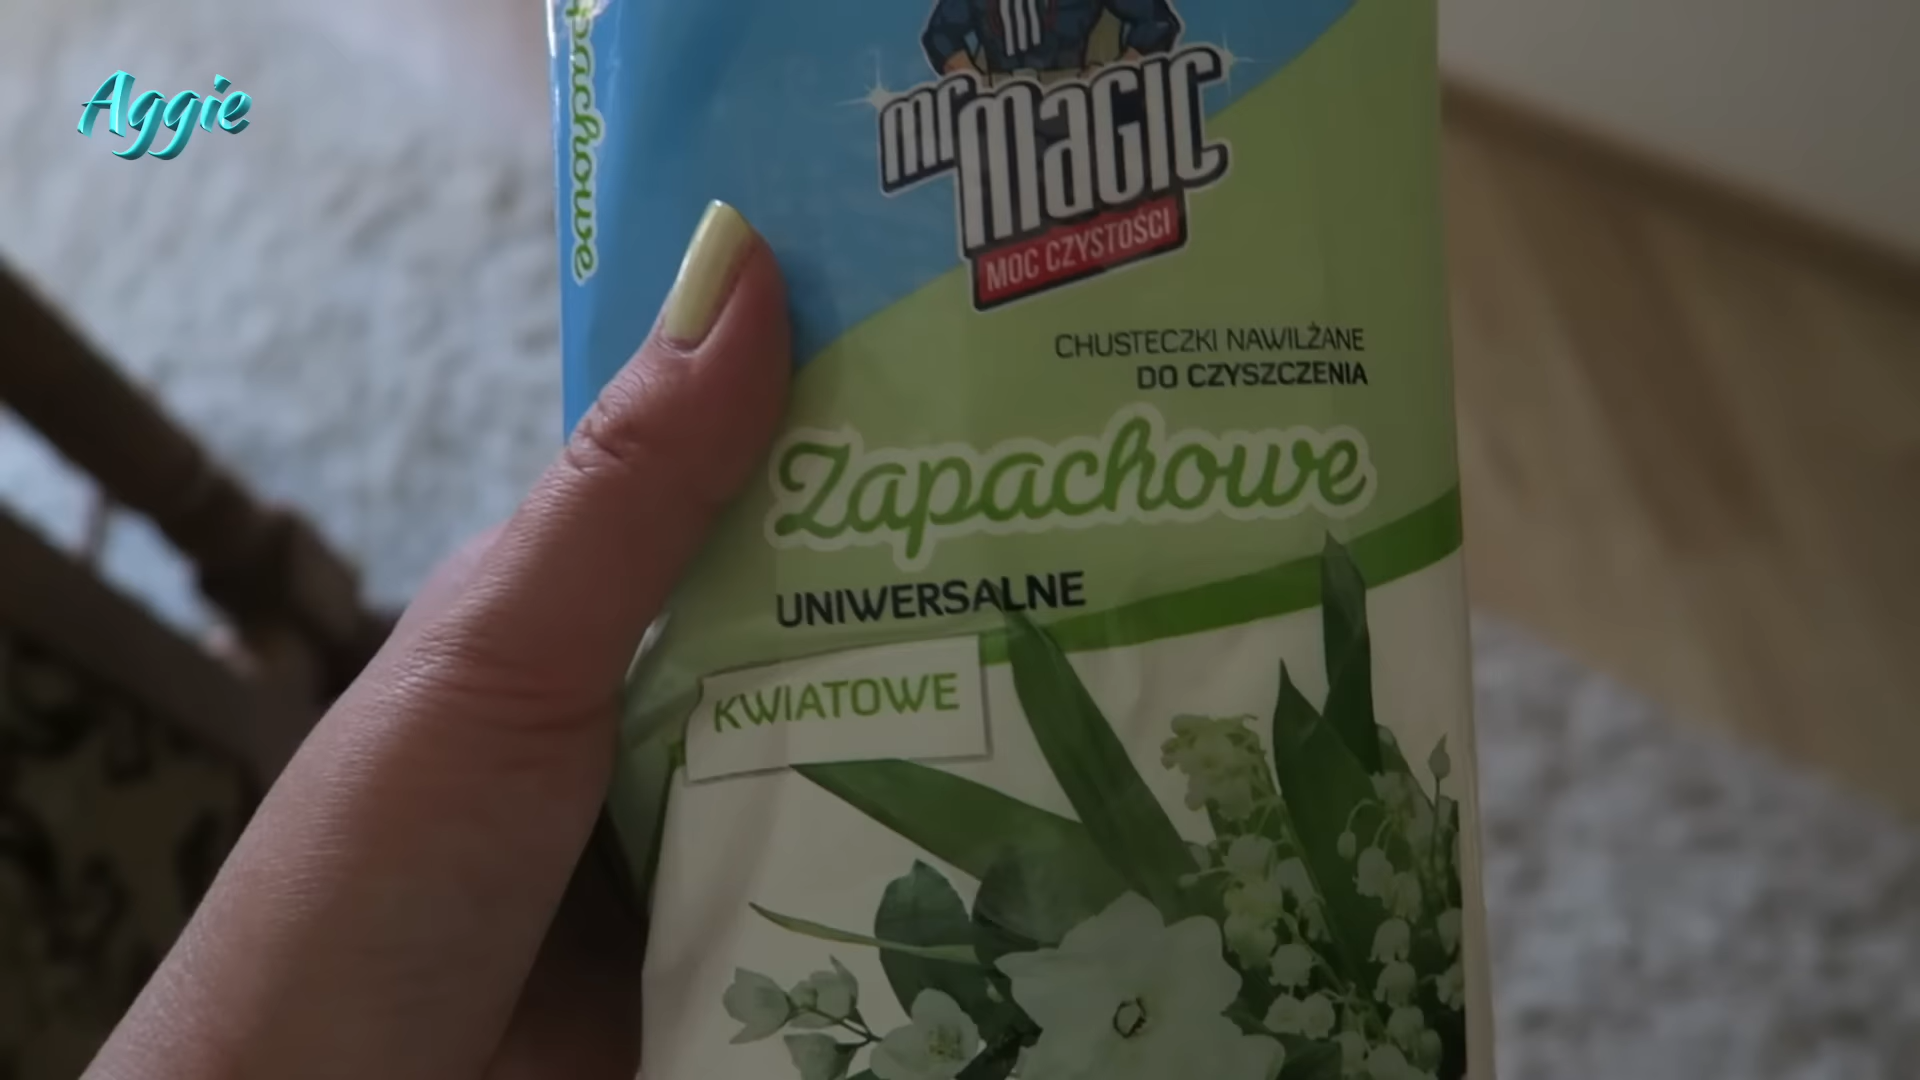 Aggie
Zapachowe
mr
MaGIC
MOC CZYSTOŚCI
CHUSTECZKI NAWILŻANE
DO CZYSZCZENIA
Zapachowe
UNIWERSALNE
KWIATOWE